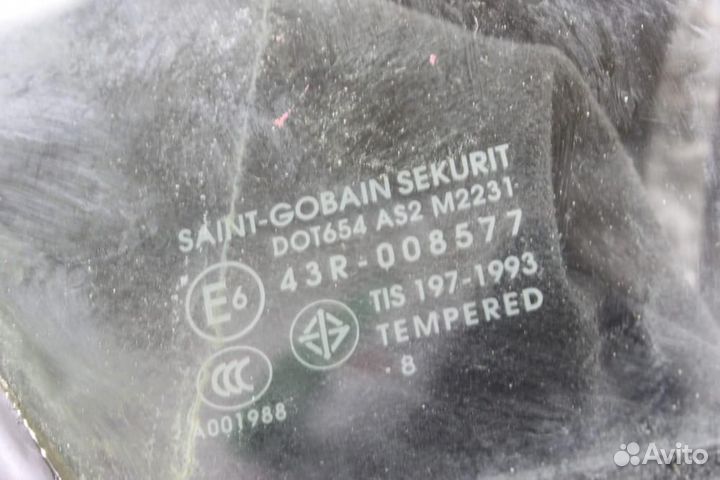 SAINT-GOBAIN SEKURIT
DOT654 AS2 M2231
E6 43R-008577
TIS 197-1993
TEMPERED
CCC
. 8
A001988
Avito